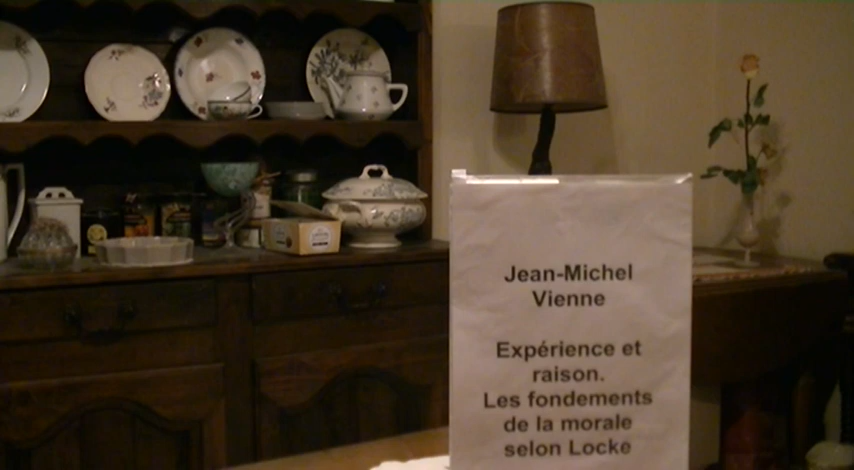 Jean-Michel
Vienne
Expérience et
raison.
Les fondements
de la morale
selon Locke